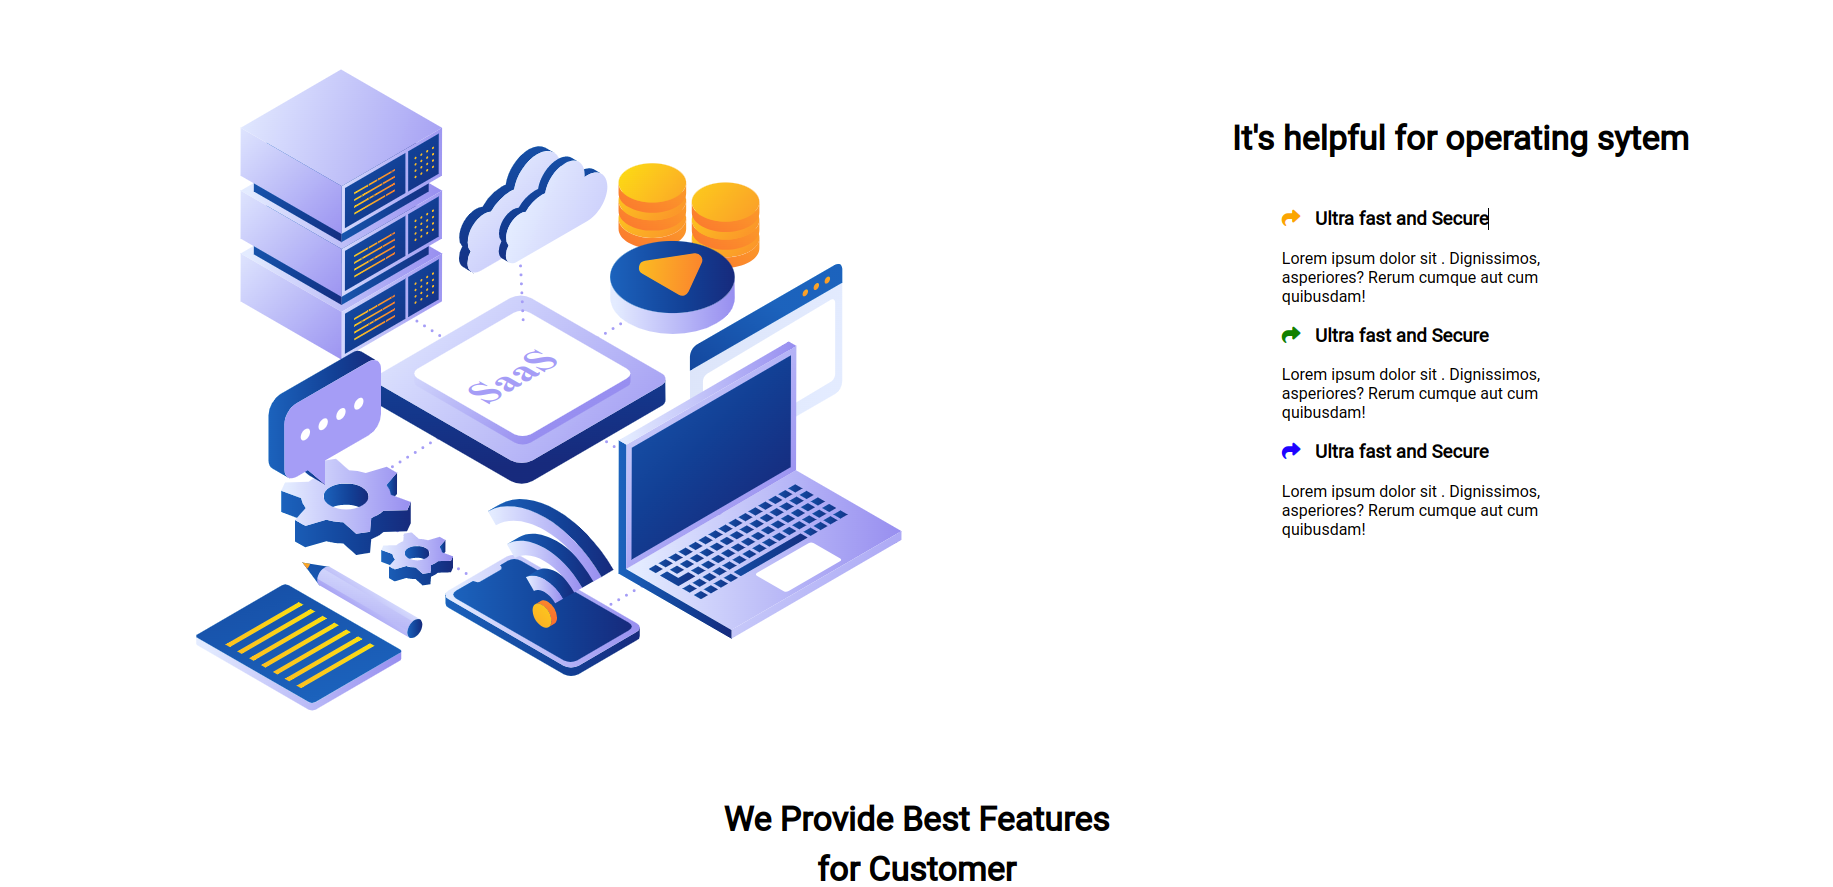 It's helpful for operating sytem
Ultra fast and Secure
Lorem ipsum dolor sit . Dignissimos,
asperiores? Rerum cumque aut cum
quibusdam!
Ultra fast and Secure
Lorem ipsum dolor sit . Dignissimos,
asperiores? Rerum cumque aut cum
quibusdam!
Ultra fast and Secure
Lorem ipsum dolor sit . Dignissimos,
asperiores? Rerum cumque aut cum
quibusdam!
SaaS
We Provide Best Features
for Customer